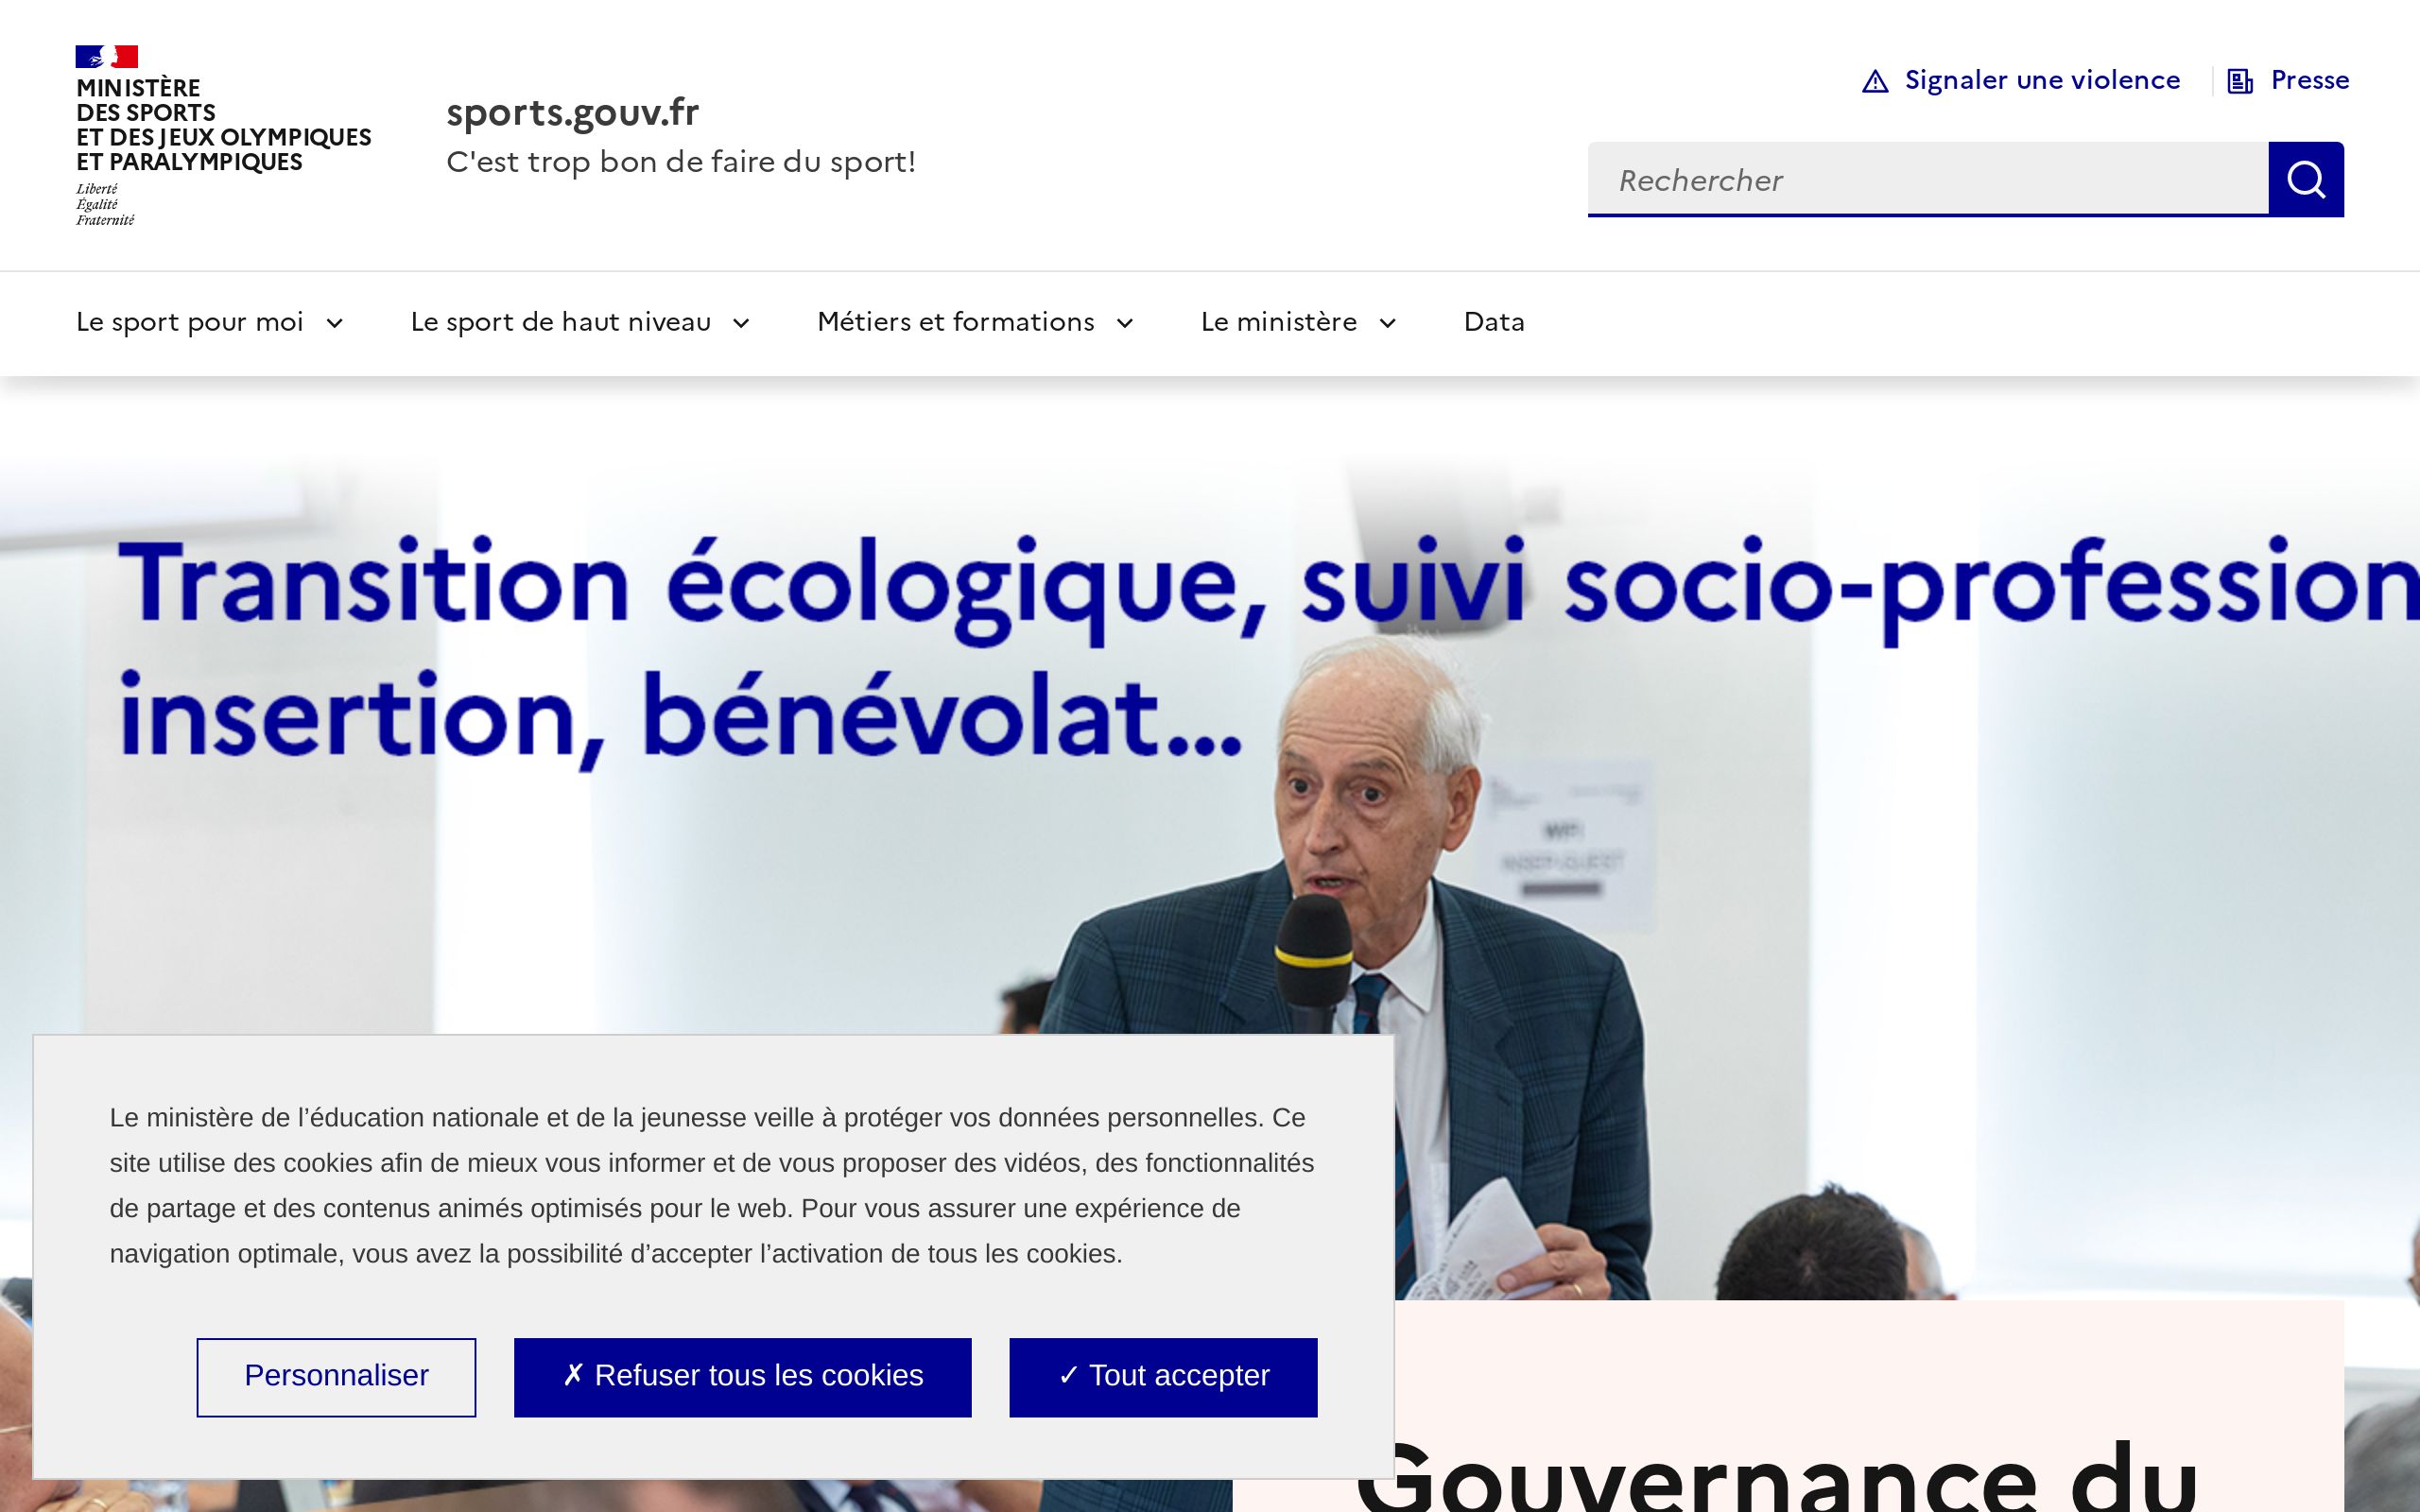 MINISTÈRE
DES SPORTS
ET DES JEUX OLYMPIQUES
ET PARALYMPIQUES
Liberté
Égalité
Fraternité
sports.gouv.fr
C'est trop bon de faire du sport!
Signaler une violence
Presse
Rechercher
Le sport pour moi
Le sport de haut niveau
Métiers et formations
Le ministère
Data
Transition écologique, suivi socio-profession
insertion, bénévolat...
WIFI
INSEP-GUEST
Le ministère de l’éducation nationale et de la jeunesse veille à protéger vos données personnelles. Ce
site utilise des cookies afin de mieux vous informer et de vous proposer des vidéos, des fonctionnalités
de partage et des contenus animés optimisés pour le web. Pour vous assurer une expérience de
navigation optimale, vous avez la possibilité d’accepter l’activation de tous les cookies.
Personnaliser
✗ Refuser tous les cookies
✓ Tout accepter
Gouvernance du